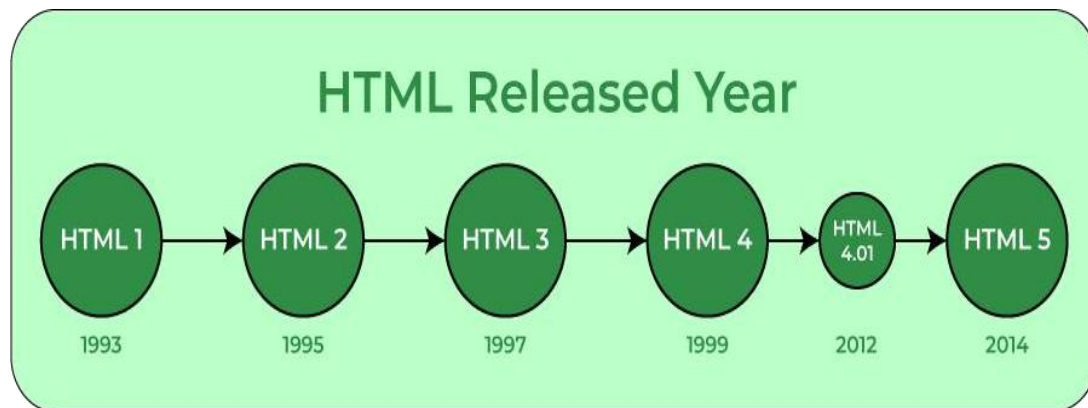 HTML Released Year
HTML 1
HTML 2
HTML 3
HTML 4
HTML
4.01
HTML 5
1993
1995
1997
1999
2012
2014